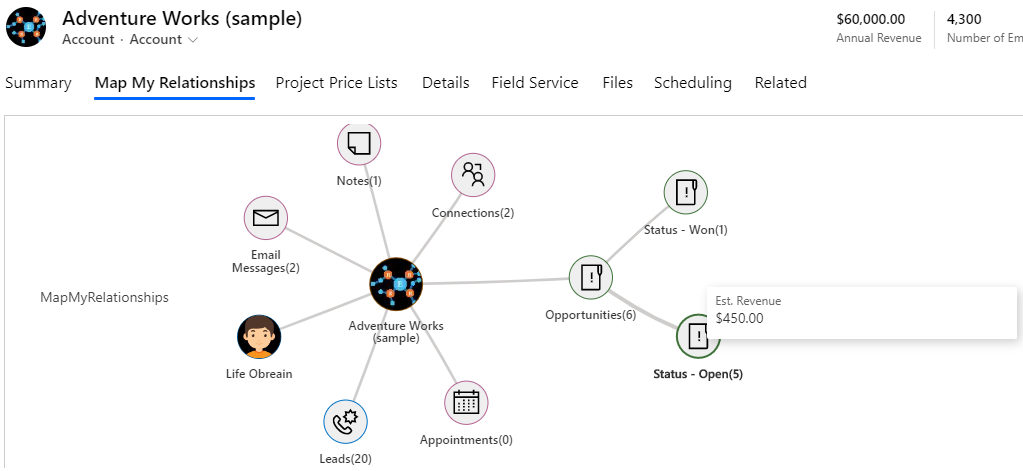 Adventure Works (sample)
Account · Account
$60,000.00
Annual Revenue
4,300
Number of Em
Summary
Map My Relationships
Project Price Lists
Details
Field Service
Files
Scheduling
Related
MapMyRelationships
Notes(1)
Connections(2)
Email
Messages(2)
Life Obreain
Adventure Works
(sample)
Leads(20)
Appointments(0)
Opportunities(6)
Status - Won(1)
Est. Revenue
$450.00
Status - Open(5)